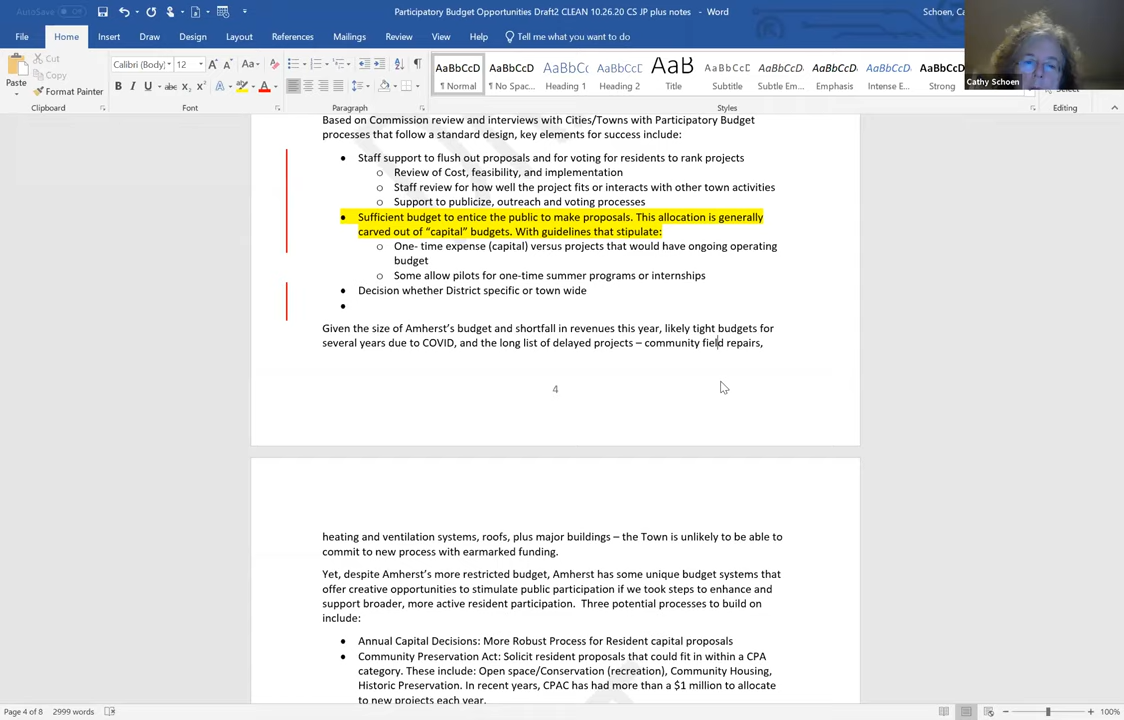 AutoSave Off
Participatory Budget Opportunities Draft2 CLEAN 10.26.20 CS JP plus notes - Word
Schoen, Ca
File Home Insert Draw Design Layout References Mailings Review View Help Tell me what you want to do
Cathy Schoen
Paste
Cut
Copy
Format Painter
Clipboard
Calibri (Body) 12
Font
Paragraph
AaBbCcD AaBbCcD AaBbCc AaBbCcD AaB AaBbCcD AaBbCcD AaBbCcD AaBbCcD AaBbCcD
¶ Normal ¶ No Spac... Heading 1 Heading 2 Title Subtitle Subtle Em... Emphasis Intense E... Strong
Styles
Select
Editing
Based on Commission review and interviews with Cities/Towns with Participatory Budget
processes that follow a standard design, key elements for success include:
• Staff support to flush out proposals and for voting for residents to rank projects
o Review of Cost, feasibility, and implementation
o Staff review for how well the project fits or interacts with other town activities
o Support to publicize, outreach and voting processes
• Sufficient budget to entice the public to make proposals. This allocation is generally
carved out of “capital” budgets. With guidelines that stipulate:
o One- time expense (capital) versus projects that would have ongoing operating
budget
o Some allow pilots for one-time summer programs or internships
• Decision whether District specific or town wide
•
Given the size of Amherst’s budget and shortfall in revenues this year, likely tight budgets for
several years due to COVID, and the long list of delayed projects – community field repairs,
4
heating and ventilation systems, roofs, plus major buildings – the Town is unlikely to be able to
commit to new process with earmarked funding.
Yet, despite Amherst’s more restricted budget, Amherst has some unique budget systems that
offer creative opportunities to stimulate public participation if we took steps to enhance and
support broader, more active resident participation.  Three potential processes to build on
include:
• Annual Capital Decisions: More Robust Process for Resident capital proposals
• Community Preservation Act: Solicit resident proposals that could fit in within a CPA
category. These include: Open space/Conservation (recreation), Community Housing,
Historic Preservation. In recent years, CPAC has had more than a $1 million to allocate
to new projects each year.
Page 4 of 8 2999 words
100%